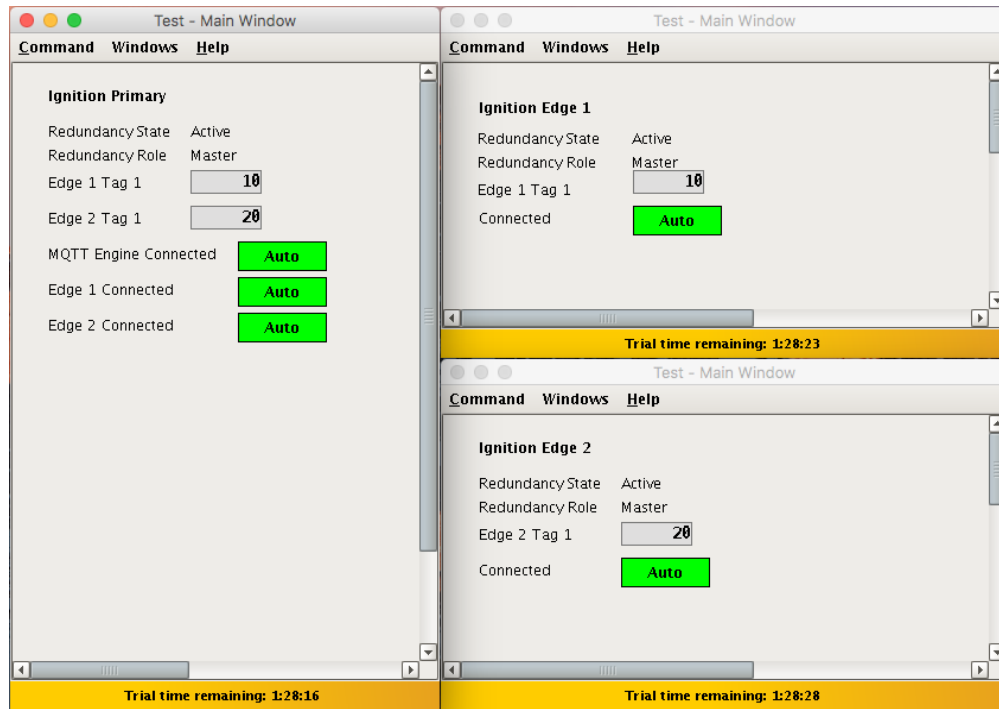 Test - Main Window
Command Windows Help
Ignition Primary
Redundancy State Active
Redundancy Role Master
Edge 1 Tag 1 10
Edge 2 Tag 1 20
MQTT Engine Connected Auto
Edge 1 Connected Auto
Edge 2 Connected Auto
Trial time remaining: 1:28:16
Test - Main Window
Command Windows Help
Ignition Edge 1
Redundancy State Active
Redundancy Role Master
Edge 1 Tag 1 10
Connected Auto
Trial time remaining: 1:28:23
Test - Main Window
Command Windows Help
Ignition Edge 2
Redundancy State Active
Redundancy Role Master
Edge 2 Tag 1 20
Connected Auto
Trial time remaining: 1:28:28